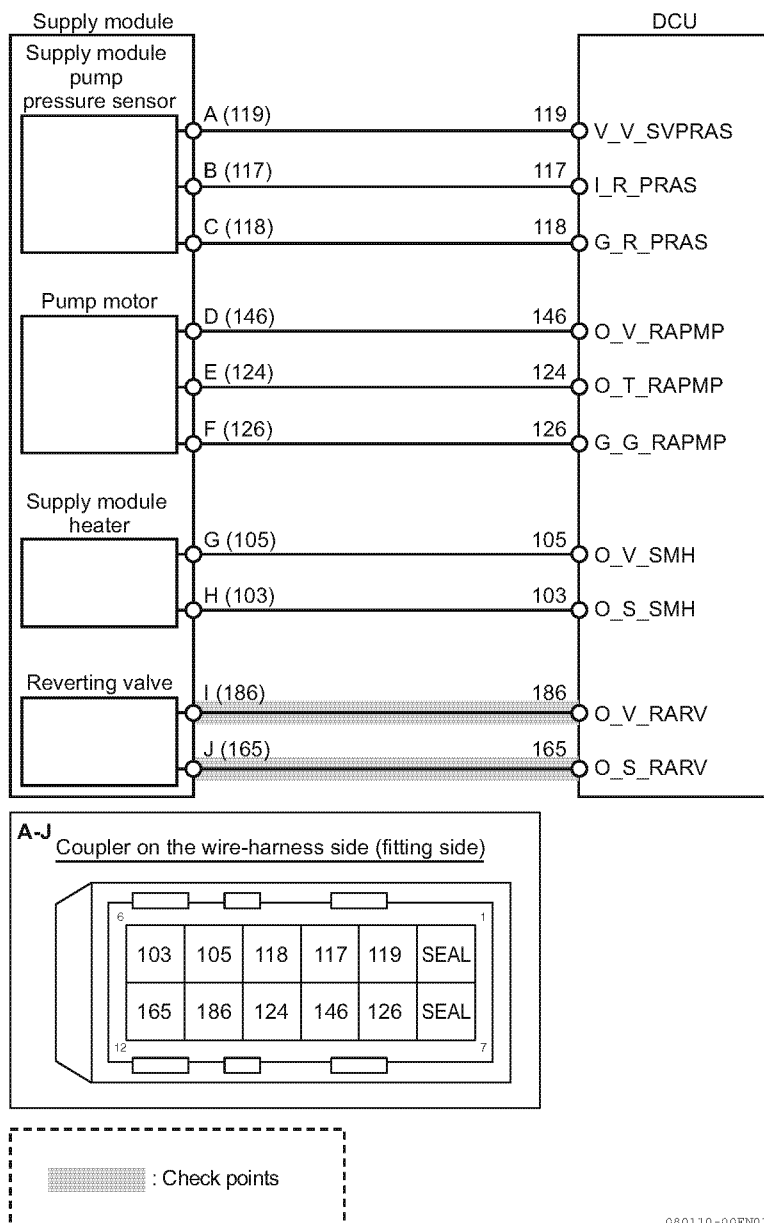 Supply module
DCU
Supply module
pump
pressure sensor
A (119)
119
V_V_SVPRAS
B (117)
117
I_R_PRAS
C (118)
118
G_R_PRAS
Pump motor
D (146)
146
O_V_RAPMP
E (124)
124
O_T_RAPMP
F (126)
126
G_G_RAPMP
Supply module
heater
G (105)
105
O_V_SMH
H (103)
103
O_S_SMH
Reverting valve
I (186)
186
O_V_RARV
J (165)
165
O_S_RARV
A-J
Coupler on the wire-harness side (fitting side)
6
1
103 105 118 117 119 SEAL
165 186 124 146 126 SEAL
12
7
: Check points